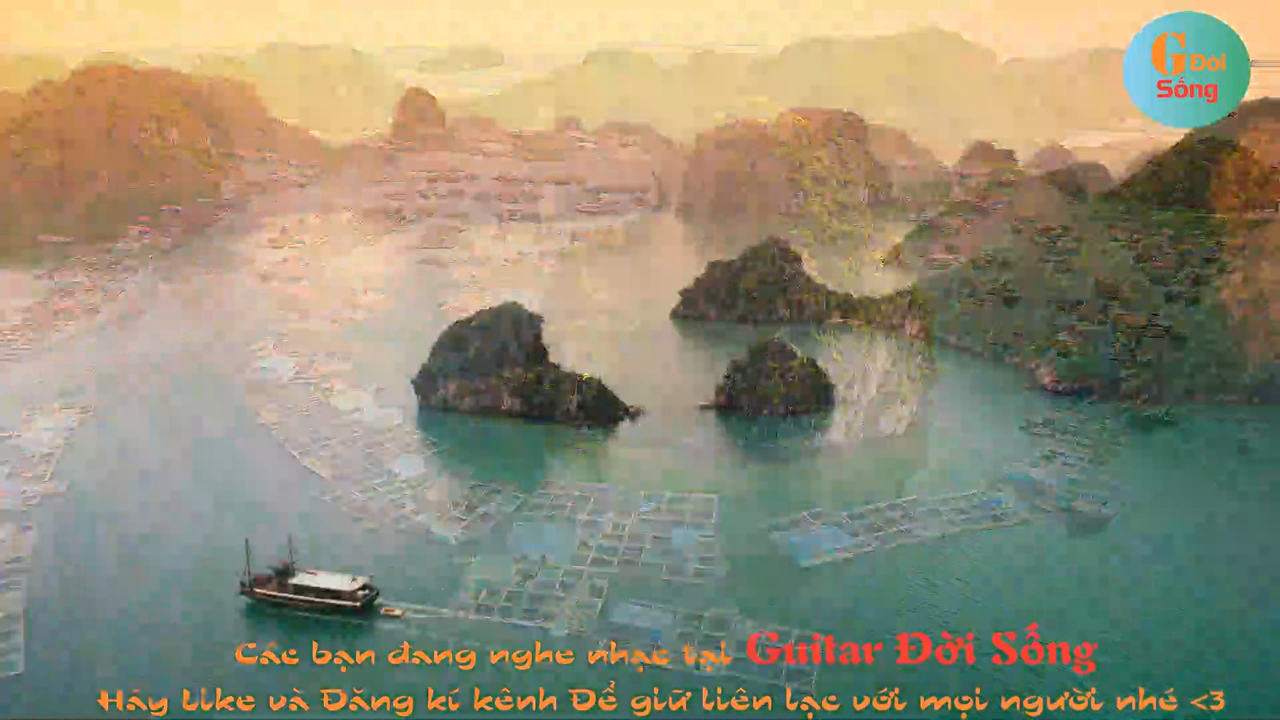 G Đời
Sống
Các bạn đang nghe nhạc tại Guitar Đời Sống
Hãy Like và Đăng kí kênh Để giữ liên lạc với mọi người nhé <3